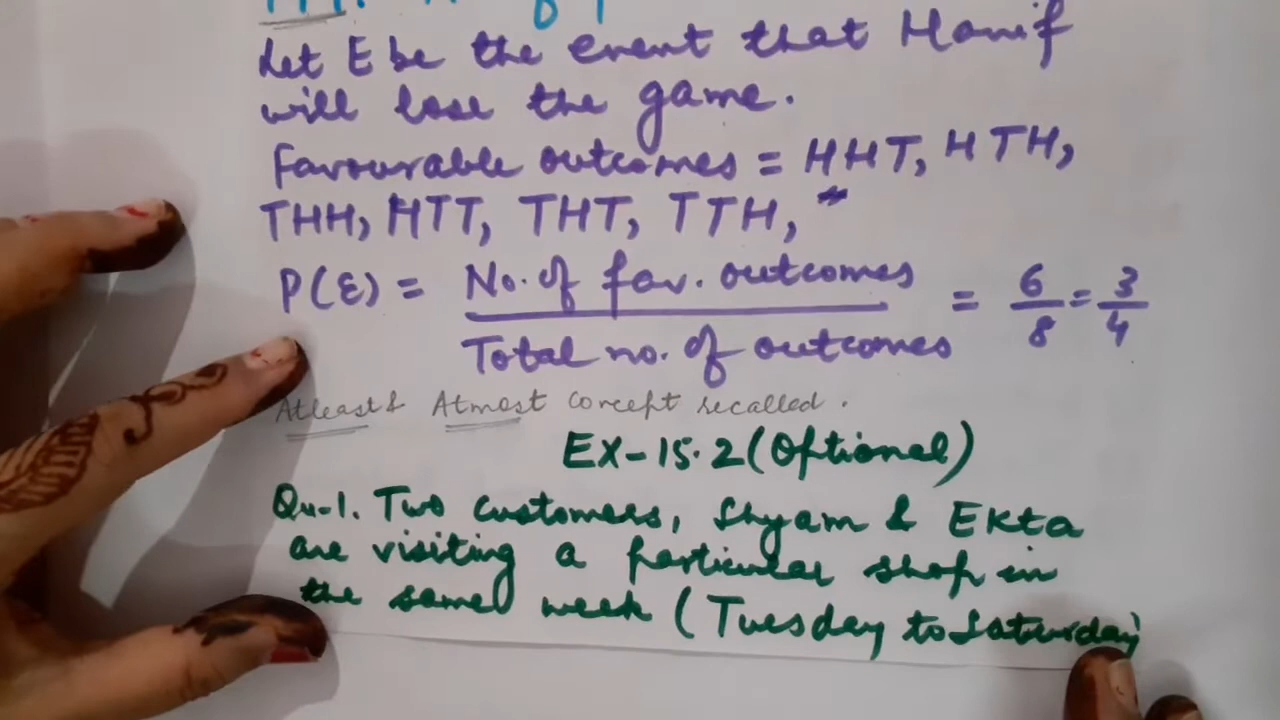 Let E be the event that Hanif
will lose the game.
Favourable outcomes = HHT, HTH,
THH, HTT, THT, TTH,
P(E) = No. of fav. outcomes / Total no. of outcomes = 6/8 = 3/4
Atleast & Atmost concept recalled.
EX-15.2 (Optional)
Qu-1. Two customers, Shyam & Ekta
are visiting a particular shop in
the same week (Tuesday to Saturday